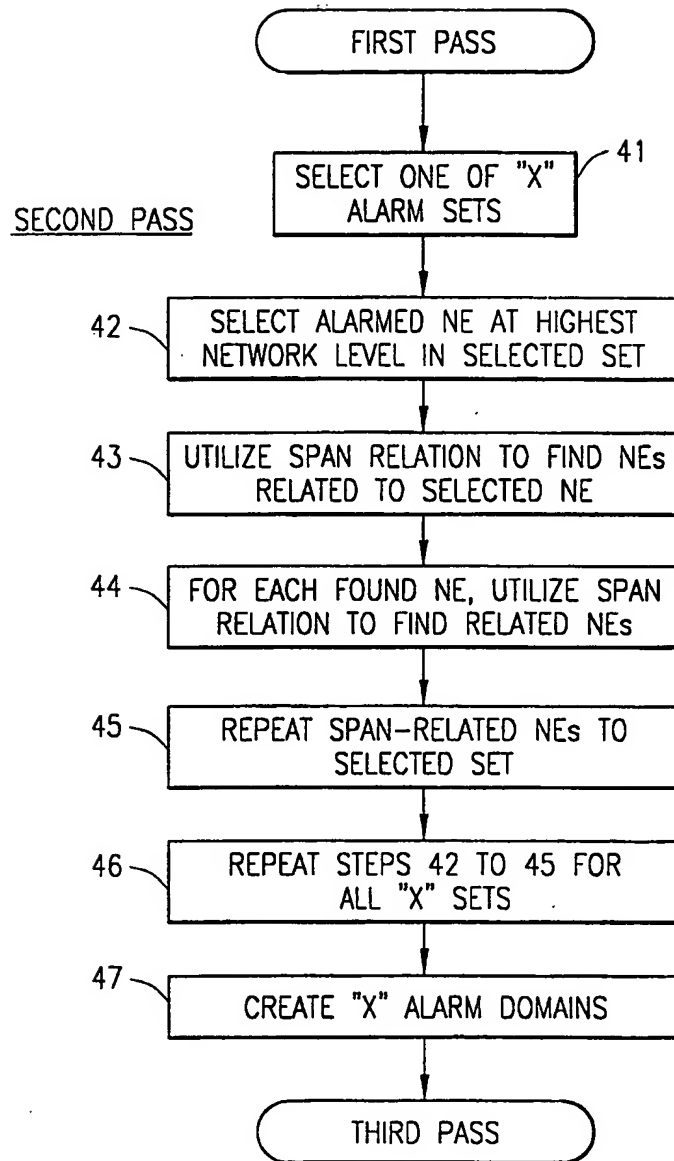 FIRST PASS
41
SELECT ONE OF "X"
ALARM SETS
SECOND PASS
42
SELECT ALARMED NE AT HIGHEST
NETWORK LEVEL IN SELECTED SET
43
UTILIZE SPAN RELATION TO FIND NEs
RELATED TO SELECTED NE
44
FOR EACH FOUND NE, UTILIZE SPAN
RELATION TO FIND RELATED NEs
45
REPEAT SPAN-RELATED NEs TO
SELECTED SET
46
REPEAT STEPS 42 TO 45 FOR
ALL "X" SETS
47
CREATE "X" ALARM DOMAINS
THIRD PASS